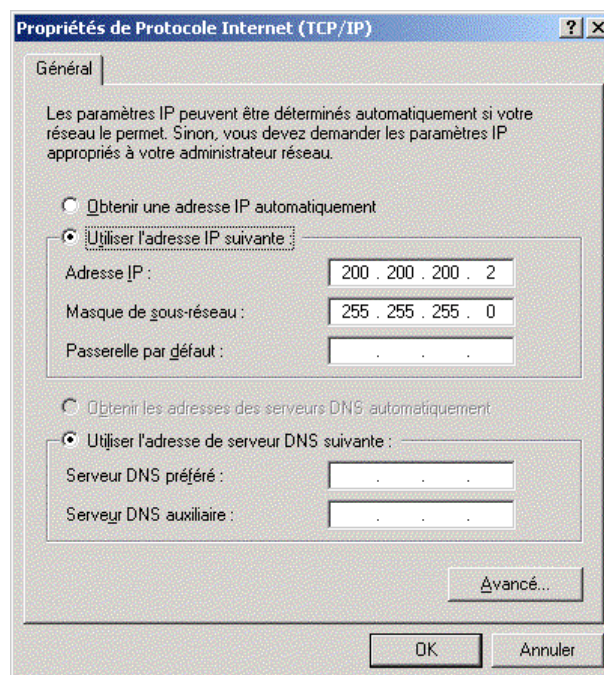 Propriétés de Protocole Internet (TCP/IP)
Général
Les paramètres IP peuvent être déterminés automatiquement si votre
réseau le permet. Sinon, vous devez demander les paramètres IP
appropriés à votre administrateur réseau.
Obtenir une adresse IP automatiquement
Utiliser l'adresse IP suivante :
Adresse IP : 200 . 200 . 200 . 2
Masque de sous-réseau : 255 . 255 . 255 . 0
Passerelle par défaut : . . .
Obtenir les adresses des serveurs DNS automatiquement
Utiliser l'adresse de serveur DNS suivante :
Serveur DNS préféré : . . .
Serveur DNS auxiliaire : . . .
Avancé...
OK Annuler